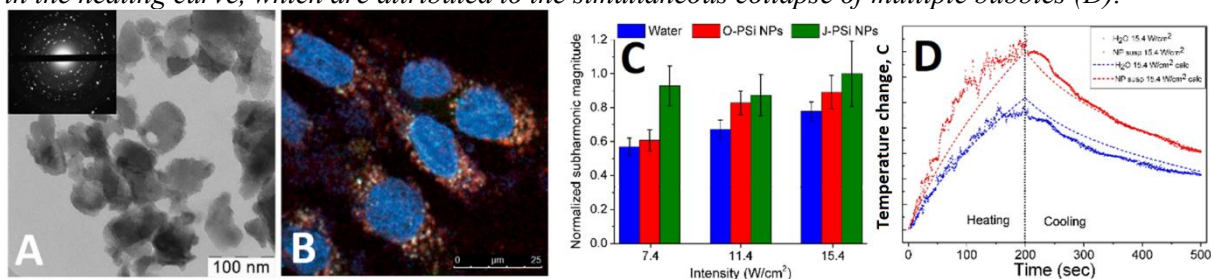 in the heating curve, which are attributed to the simultaneous collapse of multiple bubbles (D).
A
100 nm
B
0 µm 25
Water O-PSi NPs J-PSi NPs
C
Normalized subharmonic magnitude
1.2
1.0
0.8
0.6
0.4
0.2
0.0
7.4 11.4 15.4
Intensity (W/cm²)
D
H₂O 15.4 W/cm²
NP susp 15.4 W/cm²
H₂O 15.4 W/cm² calc
NP susp 15.4 W/cm² calc
Temperature change, C
Heating Cooling
0 100 200 300 400 500
Time (sec)